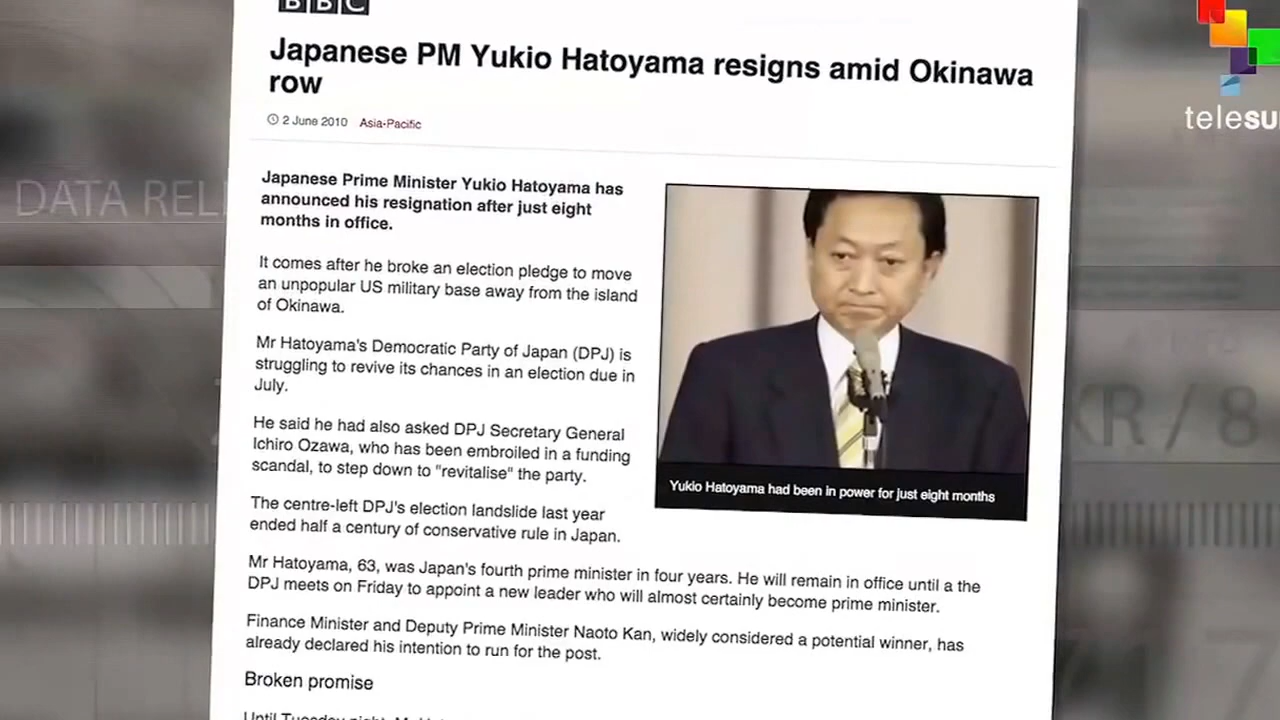 BBC
Japanese PM Yukio Hatoyama resigns amid Okinawa
row
2 June 2010 Asia-Pacific
telesu
DATA REL
Japanese Prime Minister Yukio Hatoyama has
announced his resignation after just eight
months in office.
It comes after he broke an election pledge to move
an unpopular US military base away from the island
of Okinawa.
Mr Hatoyama's Democratic Party of Japan (DPJ) is
struggling to revive its chances in an election due in
July.
He said he had also asked DPJ Secretary General
Ichiro Ozawa, who has been embroiled in a funding
scandal, to step down to "revitalise" the party.
The centre-left DPJ's election landslide last year
ended half a century of conservative rule in Japan.
Yukio Hatoyama had been in power for just eight months
KR / 8
Mr Hatoyama, 63, was Japan's fourth prime minister in four years. He will remain in office until a the
DPJ meets on Friday to appoint a new leader who will almost certainly become prime minister.
Finance Minister and Deputy Prime Minister Naoto Kan, widely considered a potential winner, has
already declared his intention to run for the post.
Broken promise